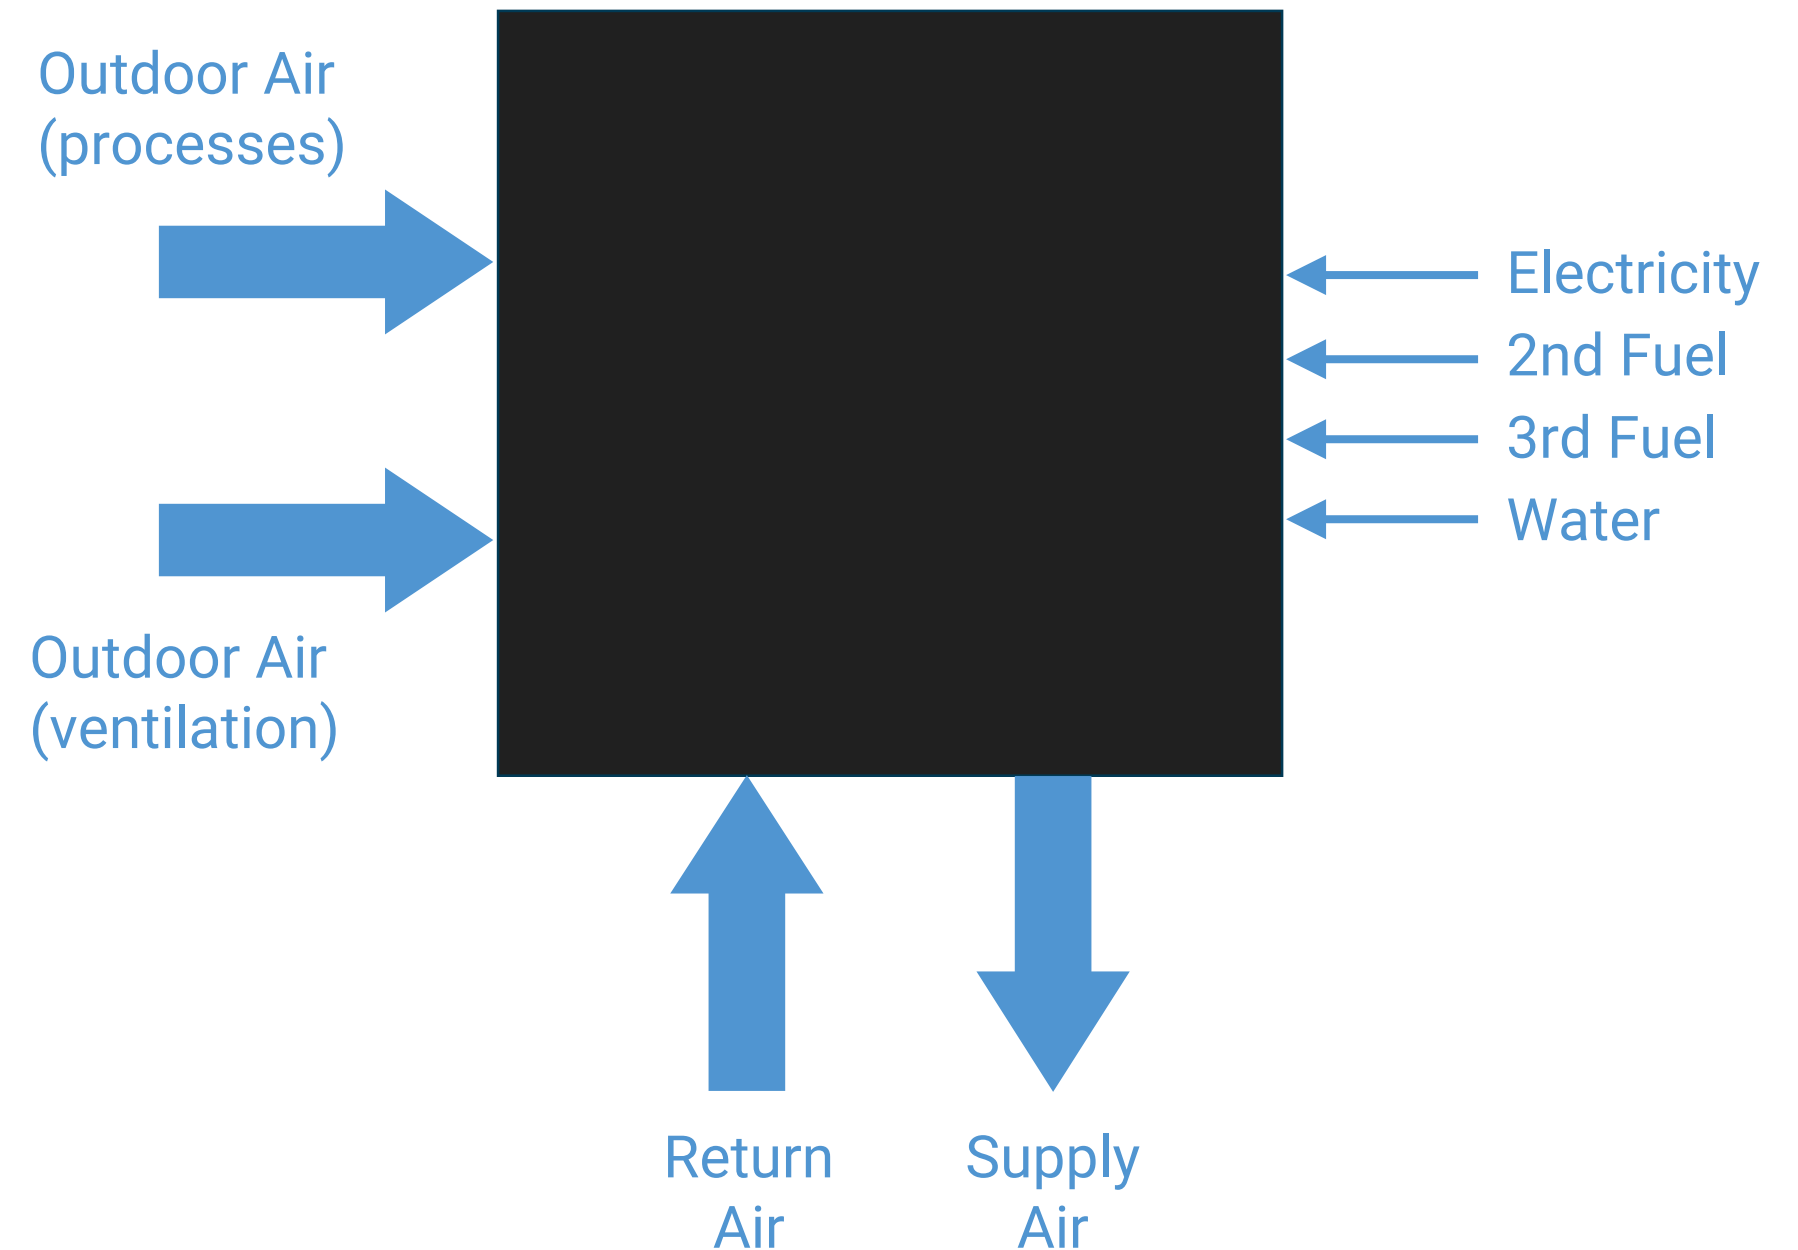 Outdoor Air
(processes)
Electricity
2nd Fuel
3rd Fuel
Water
Outdoor Air
(ventilation)
Return
Air
Supply
Air